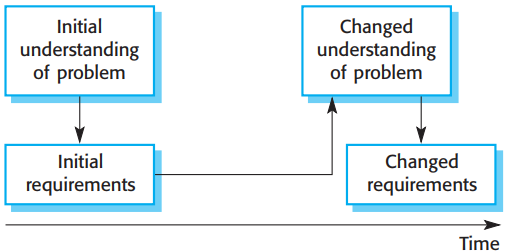 Initial
understanding
of problem
Changed
understanding
of problem
Initial
requirements
Changed
requirements
Time